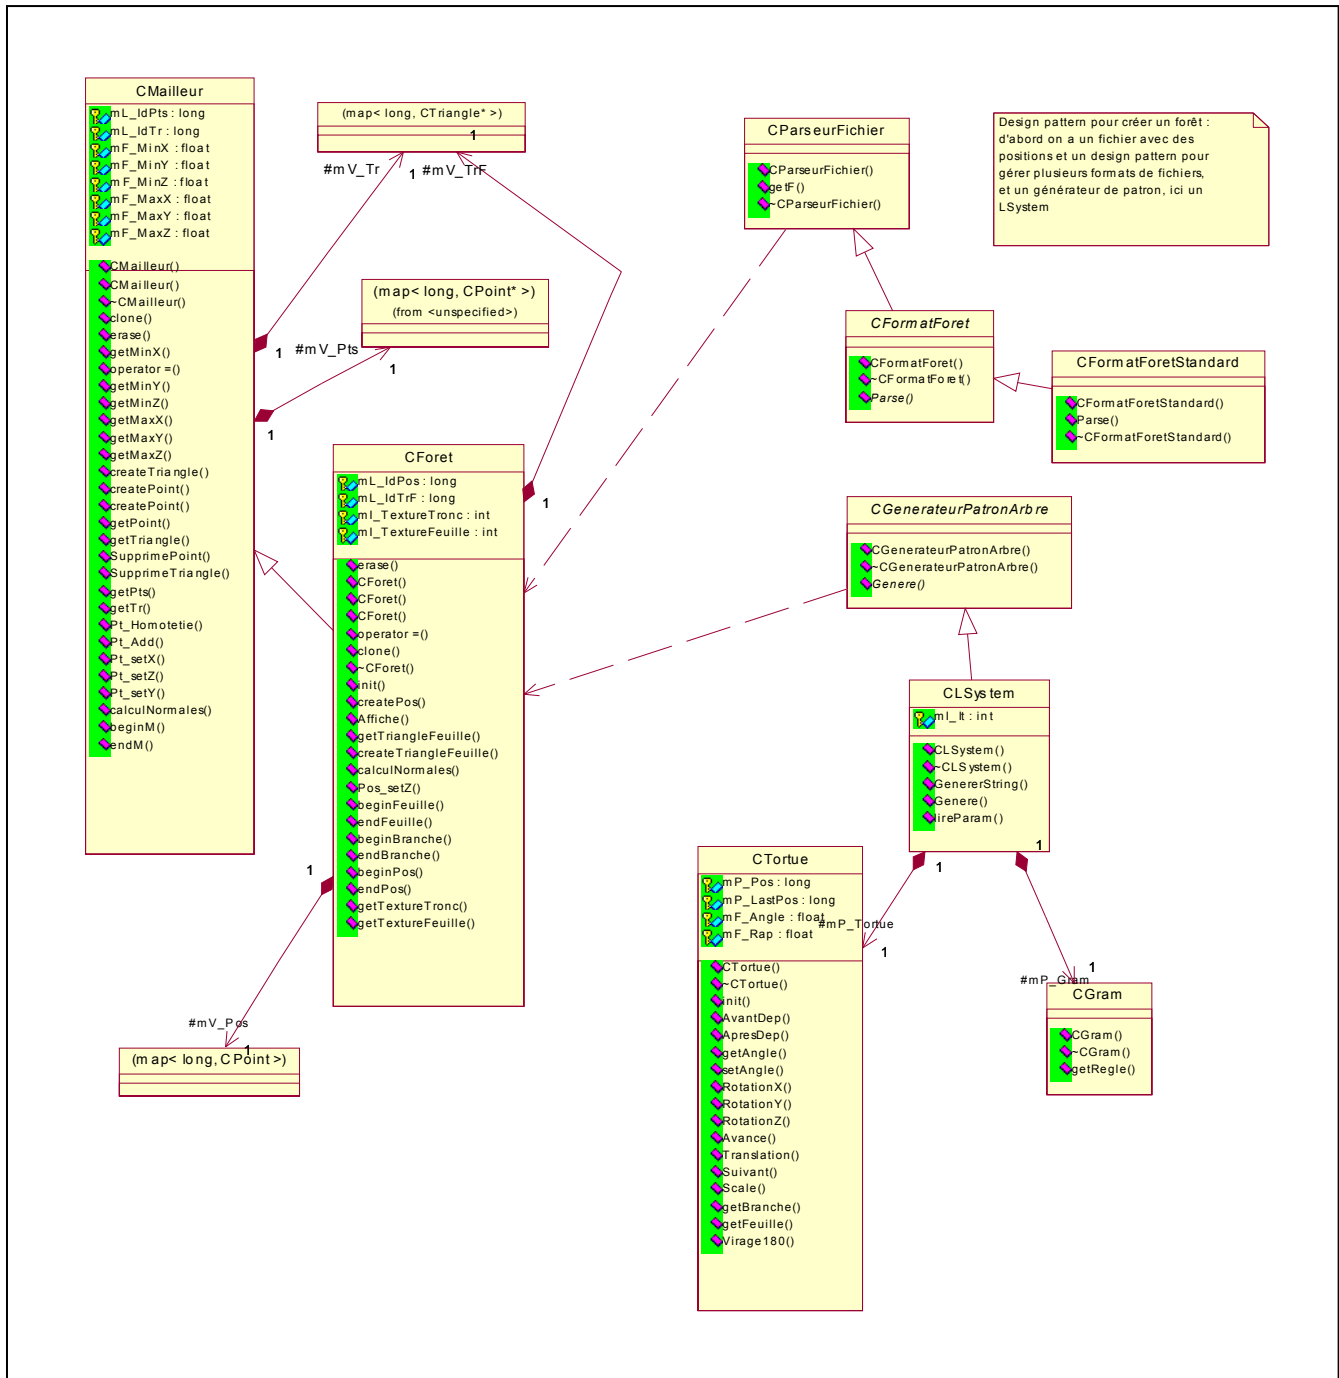 CMailleur
mL_IdPts : long
mL_IdTr : long
mF_MinX : float
mF_MinY : float
mF_MinZ : float
mF_MaxX : float
mF_MaxY : float
mF_MaxZ : float
CMailleur()
CMailleur()
~CMailleur()
clone()
erase()
getMinX()
operator =()
getMinY()
getMinZ()
getMaxX()
getMaxY()
getMaxZ()
createTriangle()
createPoint()
createPoint()
getPoint()
getTriangle()
SupprimePoint()
SupprimeTriangle()
getPts()
getTr()
Pt_Homotetie()
Pt_Add()
Pt_setX()
Pt_setZ()
Pt_setY()
calculNormales()
beginM()
endM()
(map< long, CTriangle* >)
1
#mV_Tr
1
#mV_TrF
1
(map< long, CPoint* >)
(from <unspecified>)
#mV_Pts
1
1
CForet
mL_IdPos : long
mL_IdTrF : long
mI_TextureTronc : int
mI_TextureFeuille : int
erase()
CForet()
CForet()
CForet()
operator =()
clone()
~CForet()
init()
createPos()
Affiche()
getTriangleFeuille()
createTriangleFeuille()
calculNormales()
Pos_setZ()
beginFeuille()
endFeuille()
beginBranche()
endBranche()
beginPos()
endPos()
getTextureTronc()
getTextureFeuille()
1
1
#mV_Pos
1
(map< long, CPoint >)
CParseurFichier
CParseurFichier()
getF()
~CParseurFichier()
Design pattern pour créer un forêt :
d'abord on a un fichier avec des
positions et un design pattern pour
gérer plusieurs formats de fichiers,
et un générateur de patron, ici un
LSystem
CFormatForet
CFormatForet()
~CFormatForet()
Parse()
CFormatForetStandard
CFormatForetStandard()
Parse()
~CFormatForetStandard()
CGenerateurPatronArbre
CGenerateurPatronArbre()
~CGenerateurPatronArbre()
Genere()
CLSystem
mI_It : int
CLSystem()
~CLSystem()
GenererString()
Genere()
lireParam()
1
1
#mP_Tortue
1
#mP_Gram
1
CTortue
mP_Pos : long
mP_LastPos : long
mF_Angle : float
mF_Rap : float
CTortue()
~CTortue()
init()
AvantDep()
ApresDep()
getAngle()
setAngle()
RotationX()
RotationY()
RotationZ()
Avance()
Translation()
Suivant()
Scale()
getBranche()
getFeuille()
Virage180()
CGram
CGram()
~CGram()
getRegle()